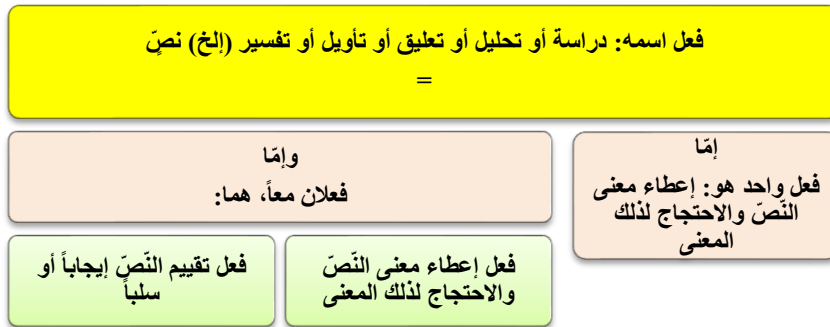 فعل اسمه: دراسة أو تحليل أو تعليق أو تأويل أو تفسير (إلخ) نصٍّ
=
إمّا
فعل واحد هو: إعطاء معنى
النّصّ والاحتجاج لذلك
المعنى
وإمّا
فعلان معاً، هما:
فعل إعطاء معنى النّصّ
والاحتجاج لذلك المعنى
فعل تقييم النّصّ إيجاباً أو
سلباً